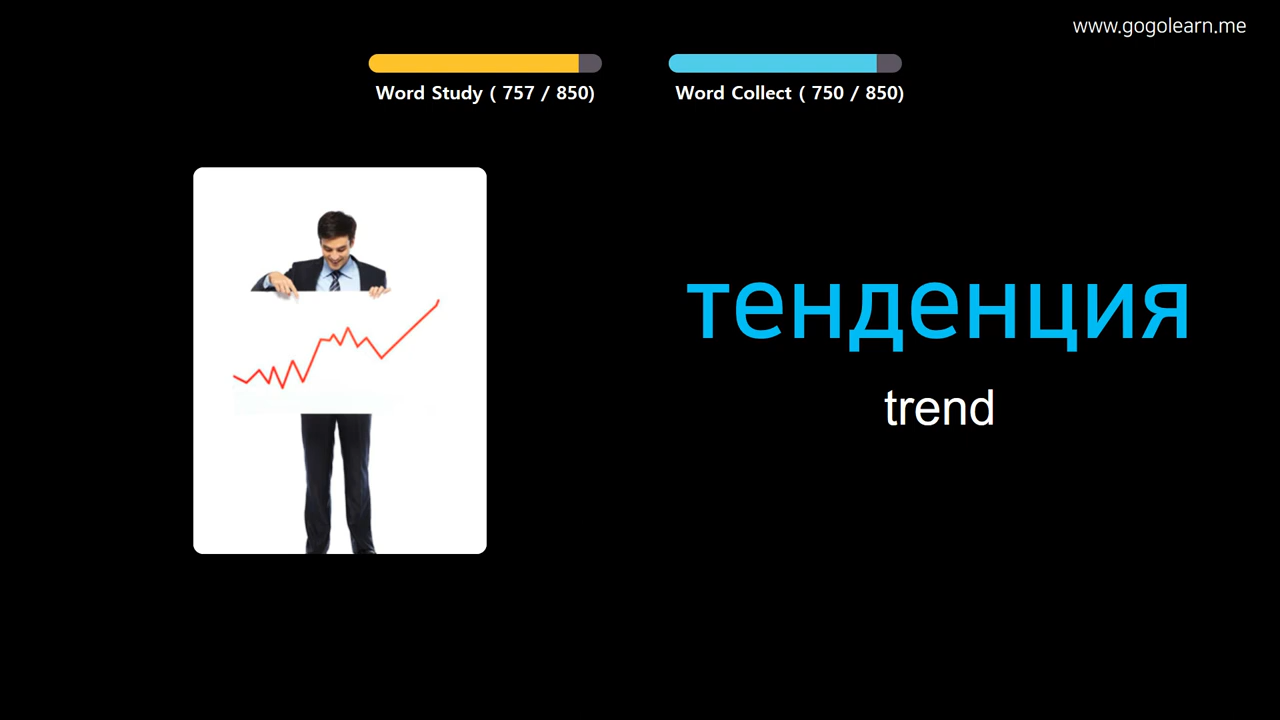 www.gogolearn.me
Word Study ( 757 / 850)
Word Collect ( 750 / 850)
тенденция
trend